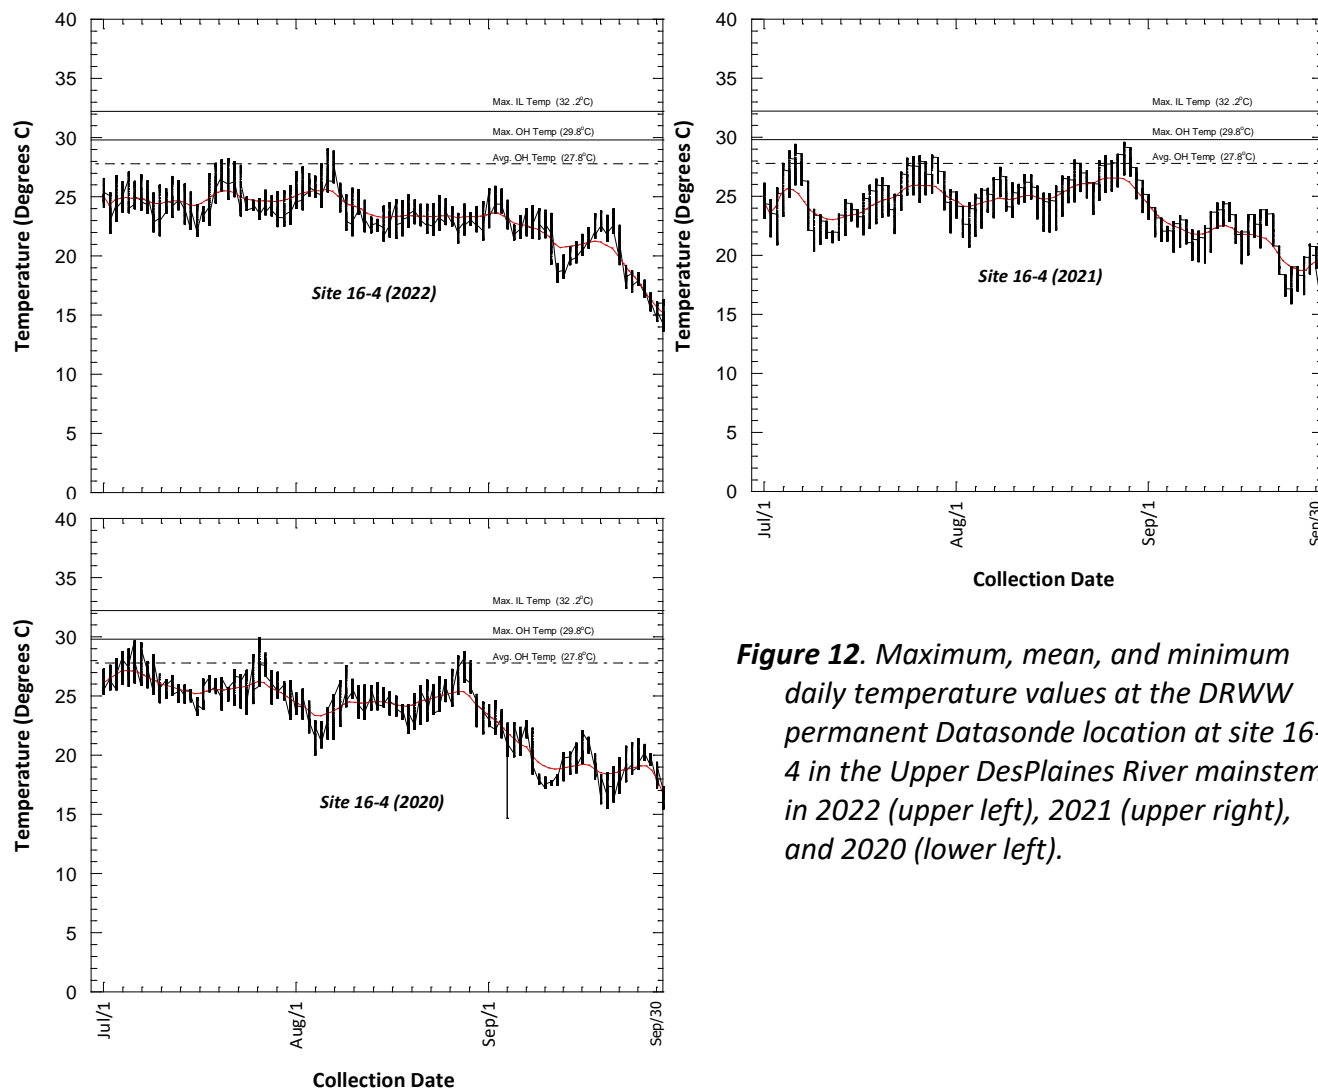 40
35
30
25
20
15
10
5
0
Temperature (Degrees C)
Max. IL Temp (32 .2°C)
Max. OH Temp (29.8°C)
Avg. OH Temp (27.8°C)
Site 16-4 (2022)
40
35
30
25
20
15
10
5
0
Temperature (Degrees C)
Max. IL Temp (32 .2°C)
Max. OH Temp (29.8°C)
Avg. OH Temp (27.8°C)
Site 16-4 (2021)
Jul/1
Aug/1
Sep/1
Sep/30
Collection Date
40
35
30
25
20
15
10
5
0
Temperature (Degrees C)
Max. IL Temp (32 .2°C)
Max. OH Temp (29.8°C)
Avg. OH Temp (27.8°C)
Site 16-4 (2020)
Jul/1
Aug/1
Sep/1
Sep/30
Collection Date
Figure 12. Maximum, mean, and minimum
daily temperature values at the DRWW
permanent Datasonde location at site 16-
4 in the Upper DesPlaines River mainstem
in 2022 (upper left), 2021 (upper right),
and 2020 (lower left).